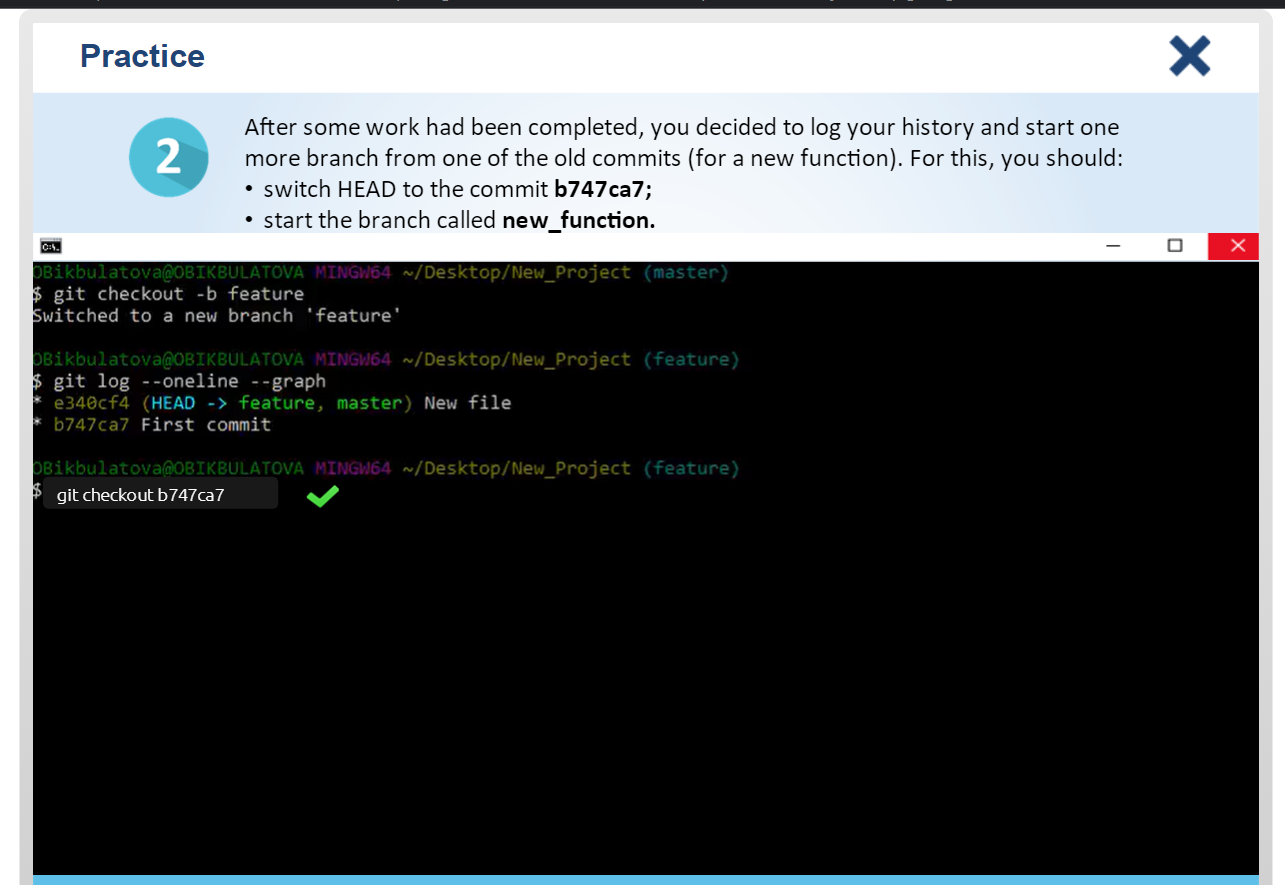 Practice
2
After some work had been completed, you decided to log your history and start one
more branch from one of the old commits (for a new function). For this, you should:
• switch HEAD to the commit b747ca7;
• start the branch called new_function.
C:\.
OBikbulatova@OBIKBULATOVA MINGW64 ~/Desktop/New_Project (master)
$ git checkout -b feature
Switched to a new branch 'feature'
OBikbulatova@OBIKBULATOVA MINGW64 ~/Desktop/New_Project (feature)
$ git log --oneline --graph
* e340cf4 (HEAD -> feature, master) New file
* b747ca7 First commit
OBikbulatova@OBIKBULATOVA MINGW64 ~/Desktop/New_Project (feature)
$ git checkout b747ca7